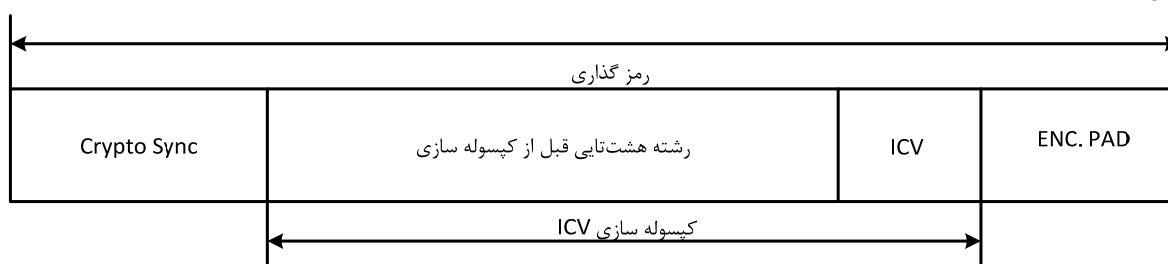 رمز گذاری
Crypto Sync
رشته هشت‌تایی قبل از کپسوله سازی
ICV
ENC. PAD
کپسوله سازی ICV